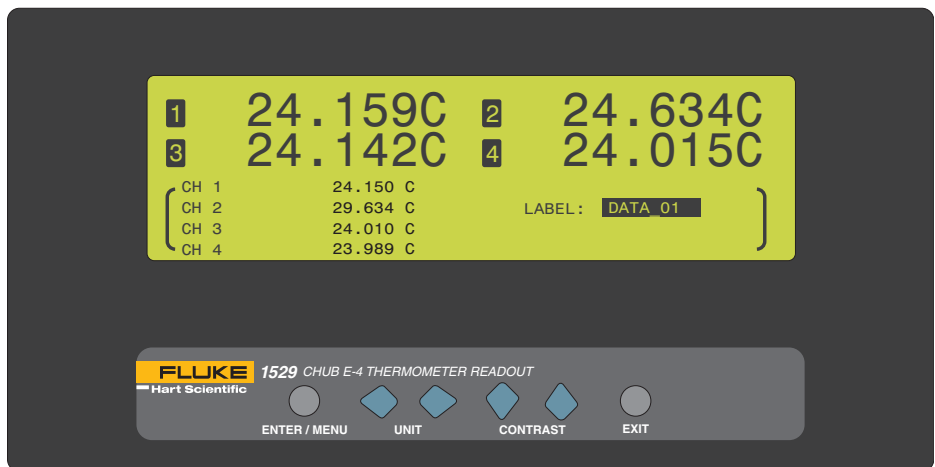 1 24.159C 2 24.634C
3 24.142C 4 24.015C
CH 1 24.150 C
CH 2 29.634 C LABEL: DATA_01
CH 3 24.010 C
CH 4 23.989 C
FLUKE 1529 CHUB E-4 THERMOMETER READOUT
Hart Scientific
ENTER / MENU UNIT CONTRAST EXIT